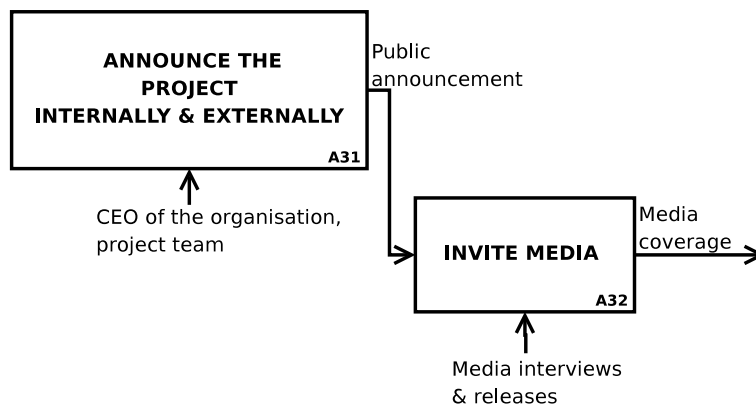 ANNOUNCE THE
PROJECT
INTERNALLY & EXTERNALLY
A31
Public
announcement
CEO of the organisation,
project team
INVITE MEDIA
A32
Media
coverage
Media interviews
& releases